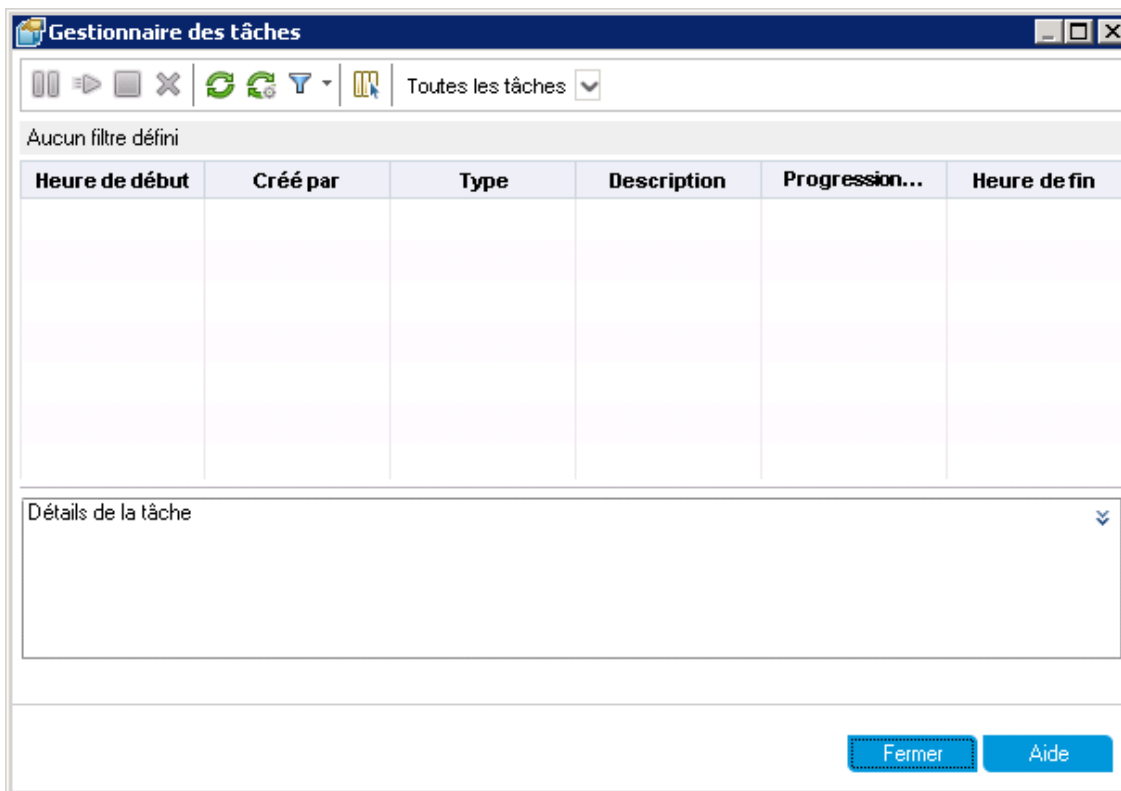 Gestionnaire des tâches
Toutes les tâches
Aucun filtre défini
Heure de début Créé par Type Description Progression... Heure de fin
Détails de la tâche
Fermer Aide